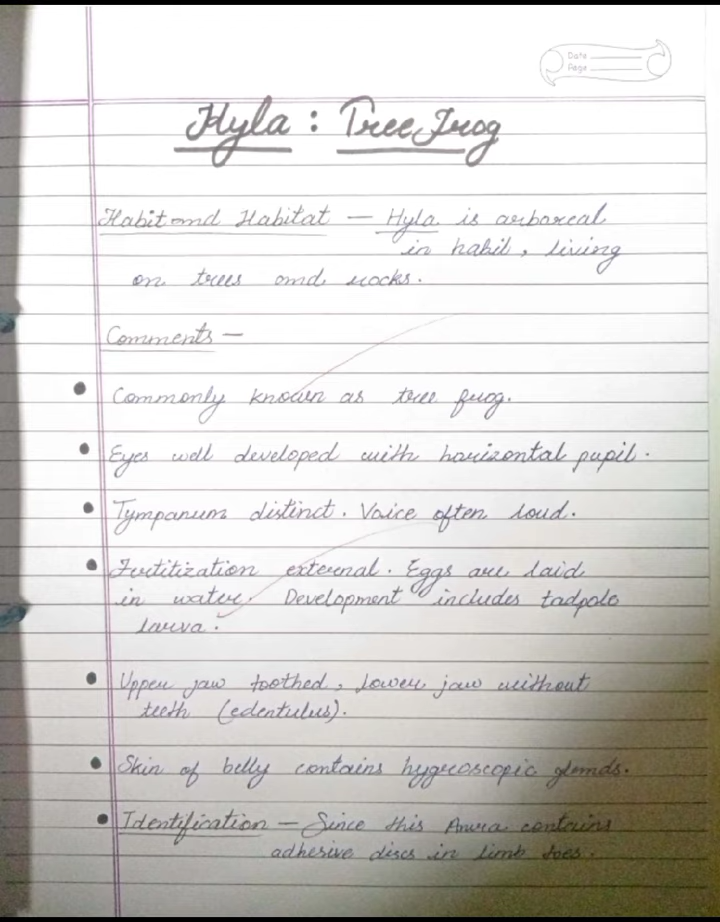 Date
Page
Hyla : Tree Frog
Habit and Habitat — Hyla is arboreal
in habit, living
on trees and rocks.
Comments —
• Commonly known as tree frog.
• Eyes well developed with horizontal pupil.
• Tympanum distinct. Voice often loud.
• Fertitization external. Eggs are laid
in water. Development includes tadpolo
larva.
• Upper jaw toothed, lower jaw without
teeth (edentulus).
• Skin of belly contains hygroscopic glands.
• Identification — Since this Anura contains
adhesive discs in limb toes.